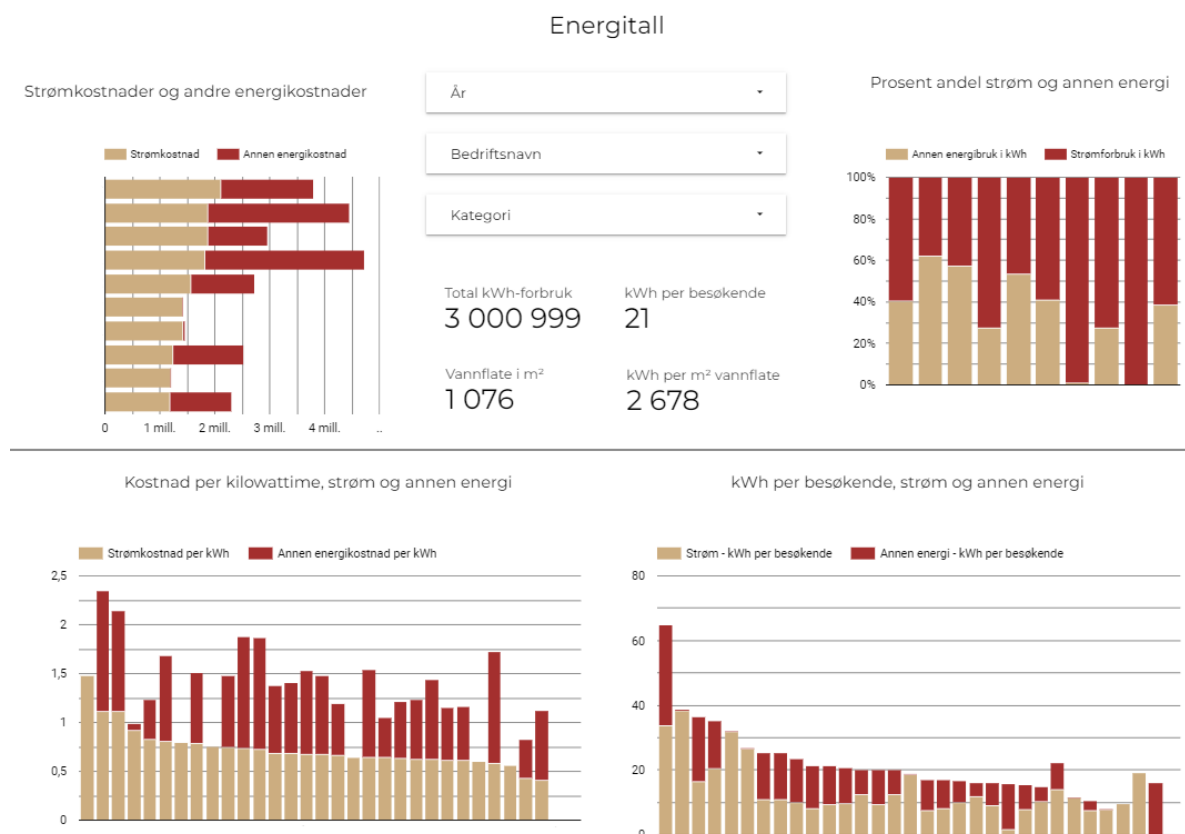 Energitall
Strømkostnader og andre energikostnader
Strømkostnad Annen energikostnad
0 1 mill. 2 mill. 3 mill. 4 mill. ..
År
Bedriftsnavn
Kategori
Total kWh-forbruk
3 000 999
kWh per besøkende
21
Vannflate i m²
1 076
kWh per m² vannflate
2 678
Prosent andel strøm og annen energi
Annen energibruk i kWh Strømforbruk i kWh
100%
80%
60%
40%
20%
0%
Kostnad per kilowattime, strøm og annen energi
Strømkostnad per kWh Annen energikostnad per kWh
2,5
2
1,5
1
0,5
0
kWh per besøkende, strøm og annen energi
Strøm - kWh per besøkende Annen energi - kWh per besøkende
80
60
40
20
0